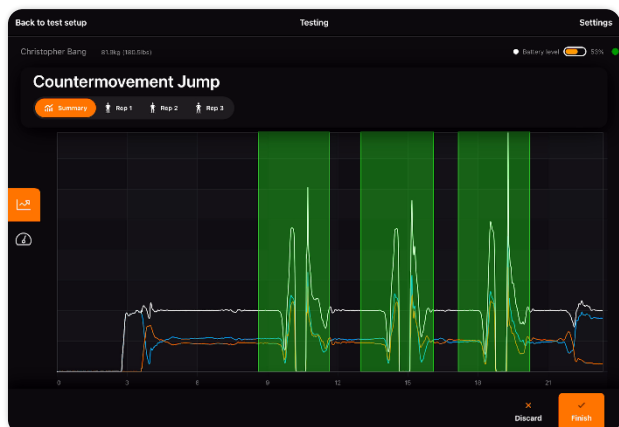 Back to test setup
Testing
Settings
Christopher Bang 81.9kg (180.5lbs)
Battery level 55%
Countermovement Jump
Summary
Rep 1
Rep 2
Rep 3
0 3 6 9 12 15 18 21
Discard
Finish